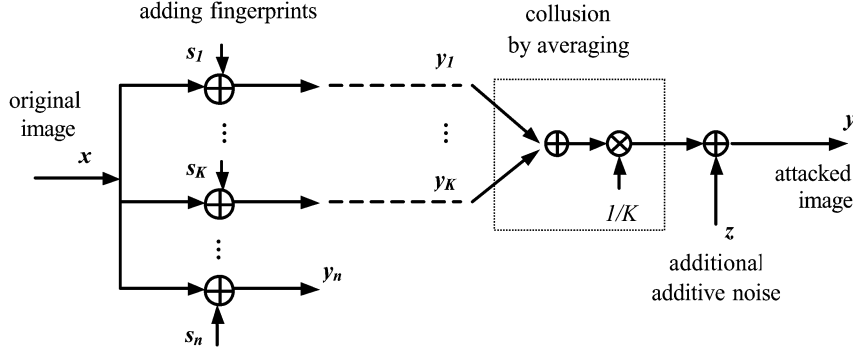 adding fingerprints
collusion
by averaging
s1
y1
original
image
x
⋮
⋮
y
sK
yK
1/K
attacked
image
z
⋮
additional
additive noise
yn
sn